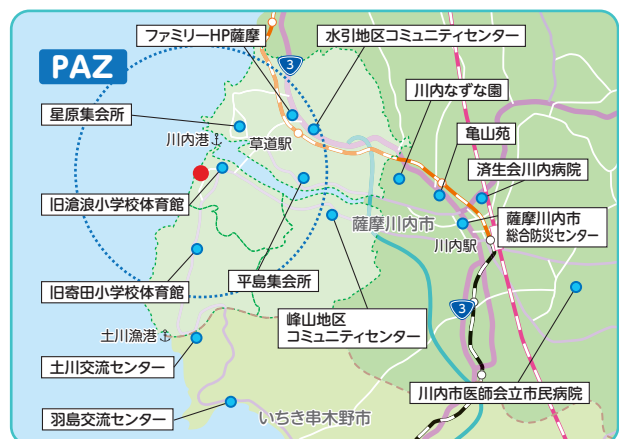 PAZ
ファミリーHP薩摩
水引地区コミュニティセンター
3
星原集会所
川内港
草道駅
川内なずな園
亀山苑
済生会川内病院
旧滄浪小学校体育館
薩摩川内市
薩摩川内市
総合防災センター
川内駅
旧寄田小学校体育館
平島集会所
峰山地区
コミュニティセンター
3
土川漁港
土川交流センター
川内市医師会立市民病院
羽島交流センター
いちき串木野市